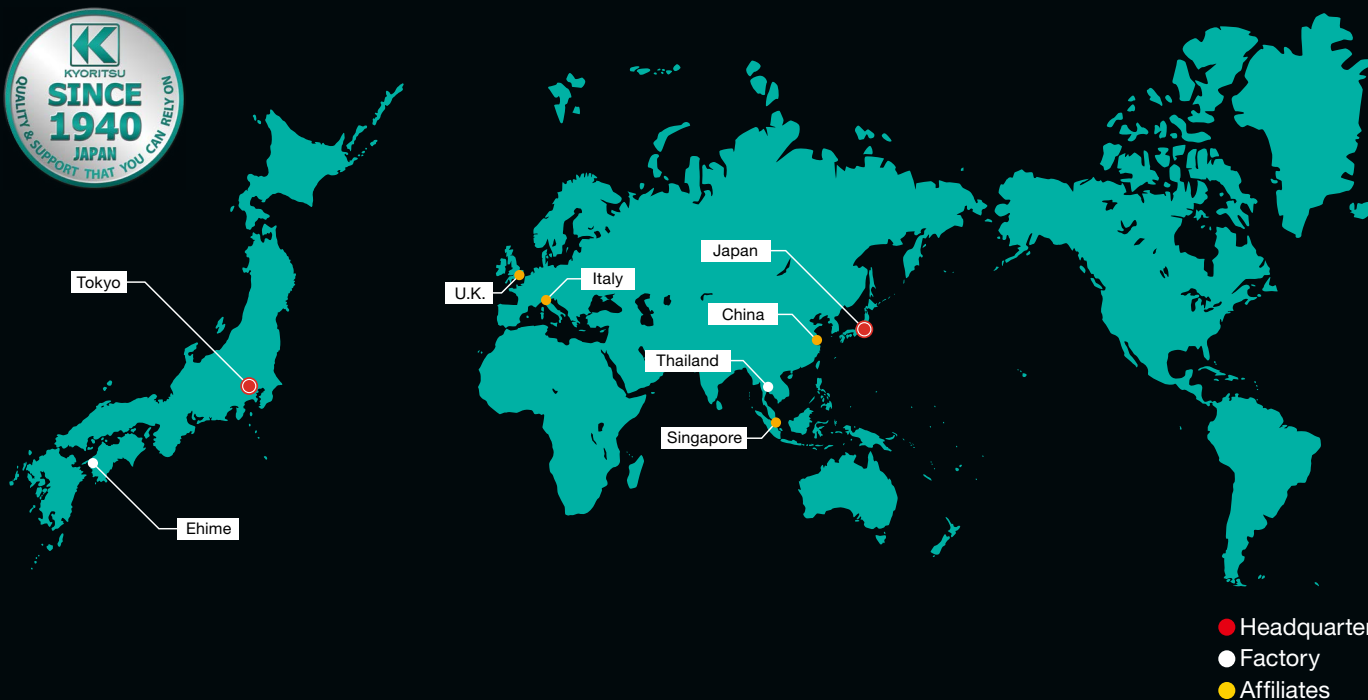 KYORITSU
SINCE
1940
JAPAN
QUALITY & SUPPORT THAT YOU CAN RELY ON
Tokyo
Ehime
U.K.
Italy
Japan
China
Thailand
Singapore
Headquarter
Factory
Affiliates